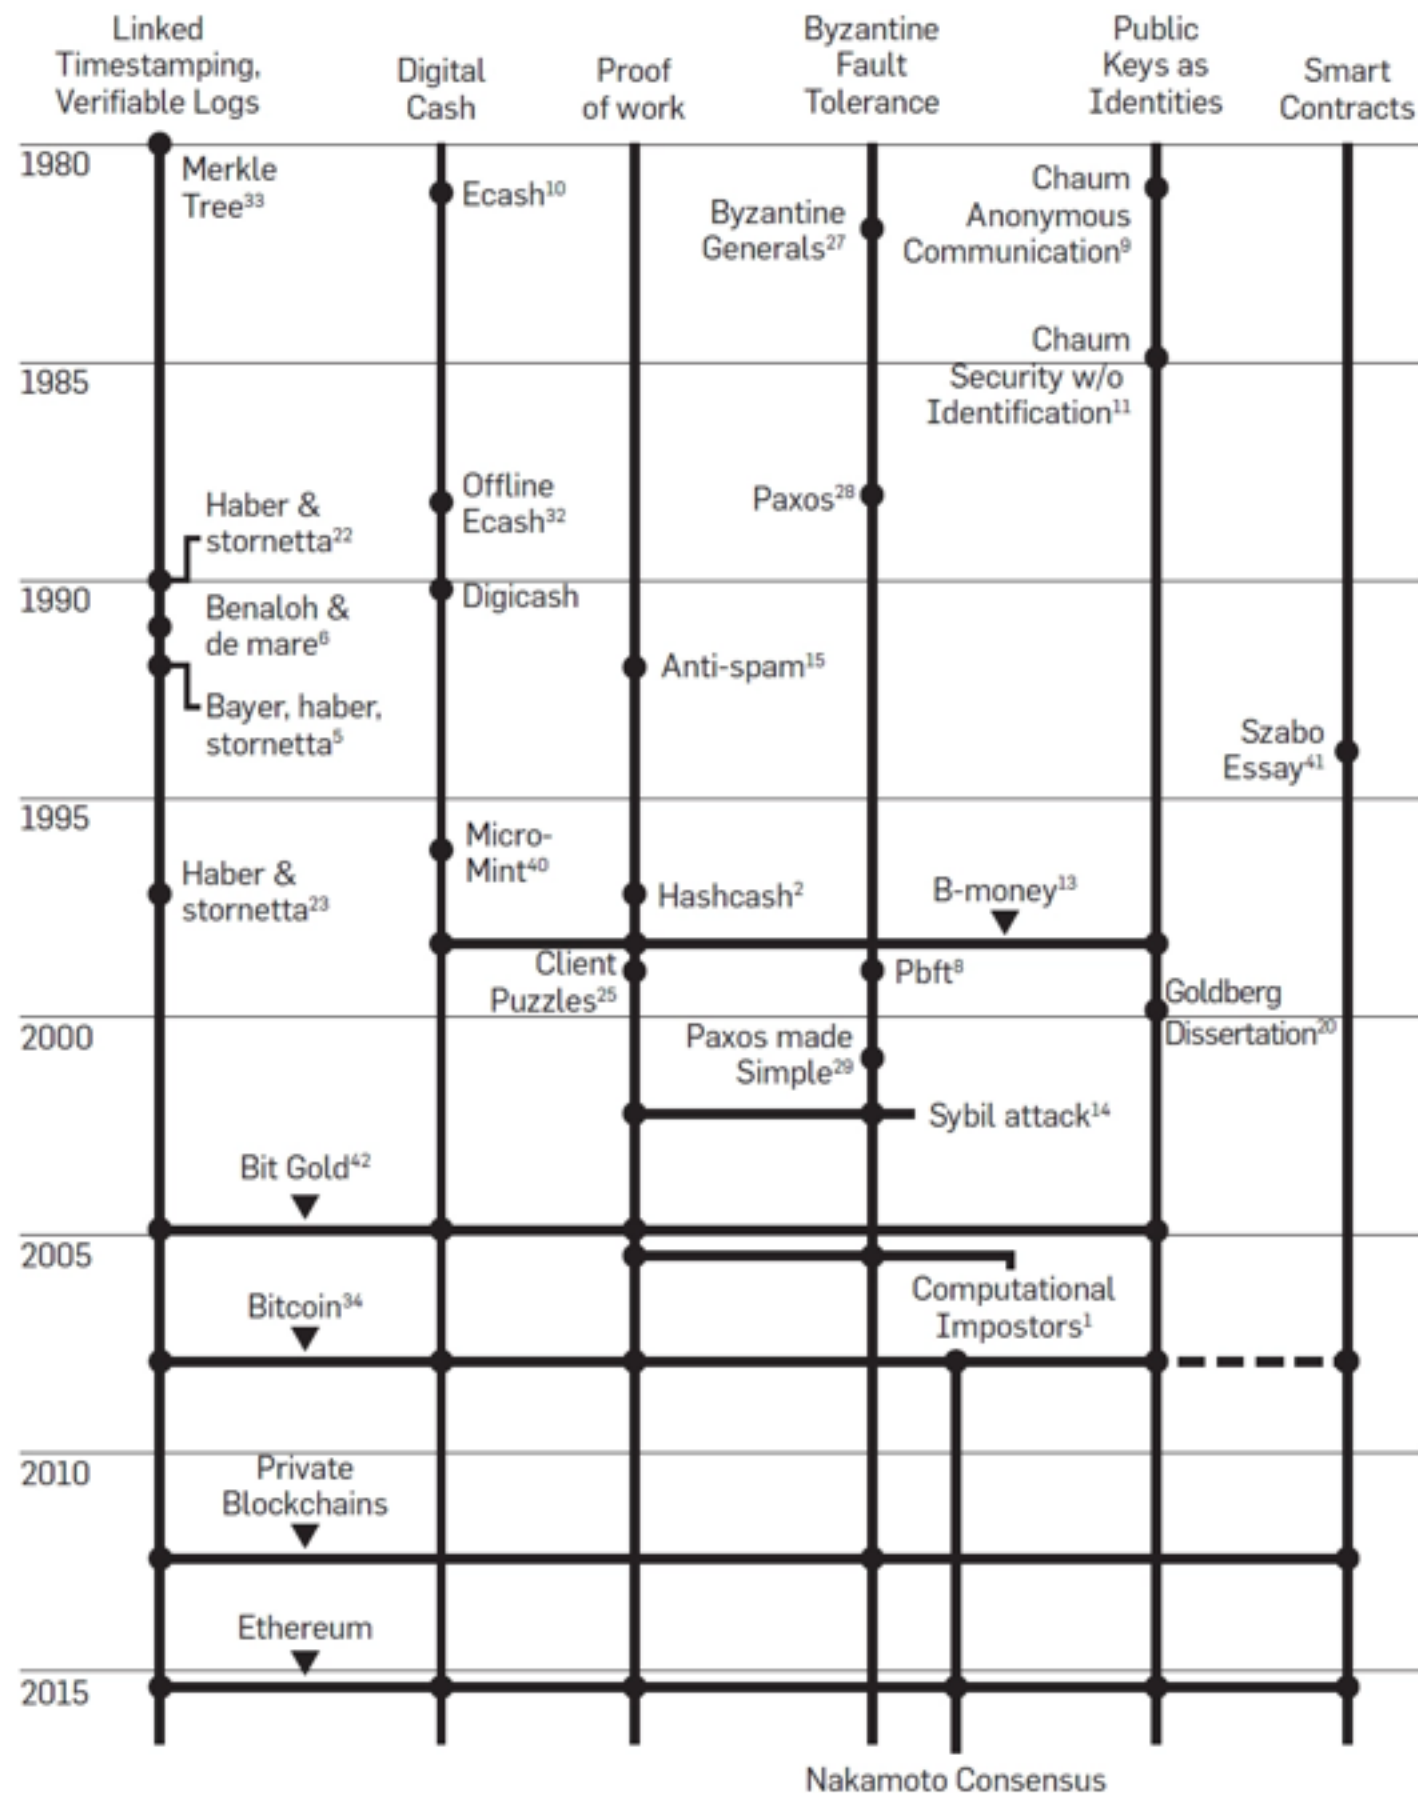 Linked
Timestamping,
Verifiable Logs
Digital
Cash
Proof
of work
Byzantine
Fault
Tolerance
Public
Keys as
Identities
Smart
Contracts
1980
Merkle
Tree33
Ecash10
Byzantine
Generals27
Chaum
Anonymous
Communication9
1985
Chaum
Security w/o
Identification11
Haber &
stornetta22
Offline
Ecash32
Paxos28
1990
Benaloh &
de mare6
Digicash
Anti-spam15
Bayer, haber,
stornetta5
Szabo
Essay41
1995
Micro-
Mint40
Haber &
stornetta23
Hashcash2
B-money13
Client
Puzzles25
Pbft8
Goldberg
Dissertation20
2000
Paxos made
Simple29
Sybil attack14
Bit Gold42
2005
Computational
Impostors1
Bitcoin34
2010
Private
Blockchains
Ethereum
2015
Nakamoto Consensus